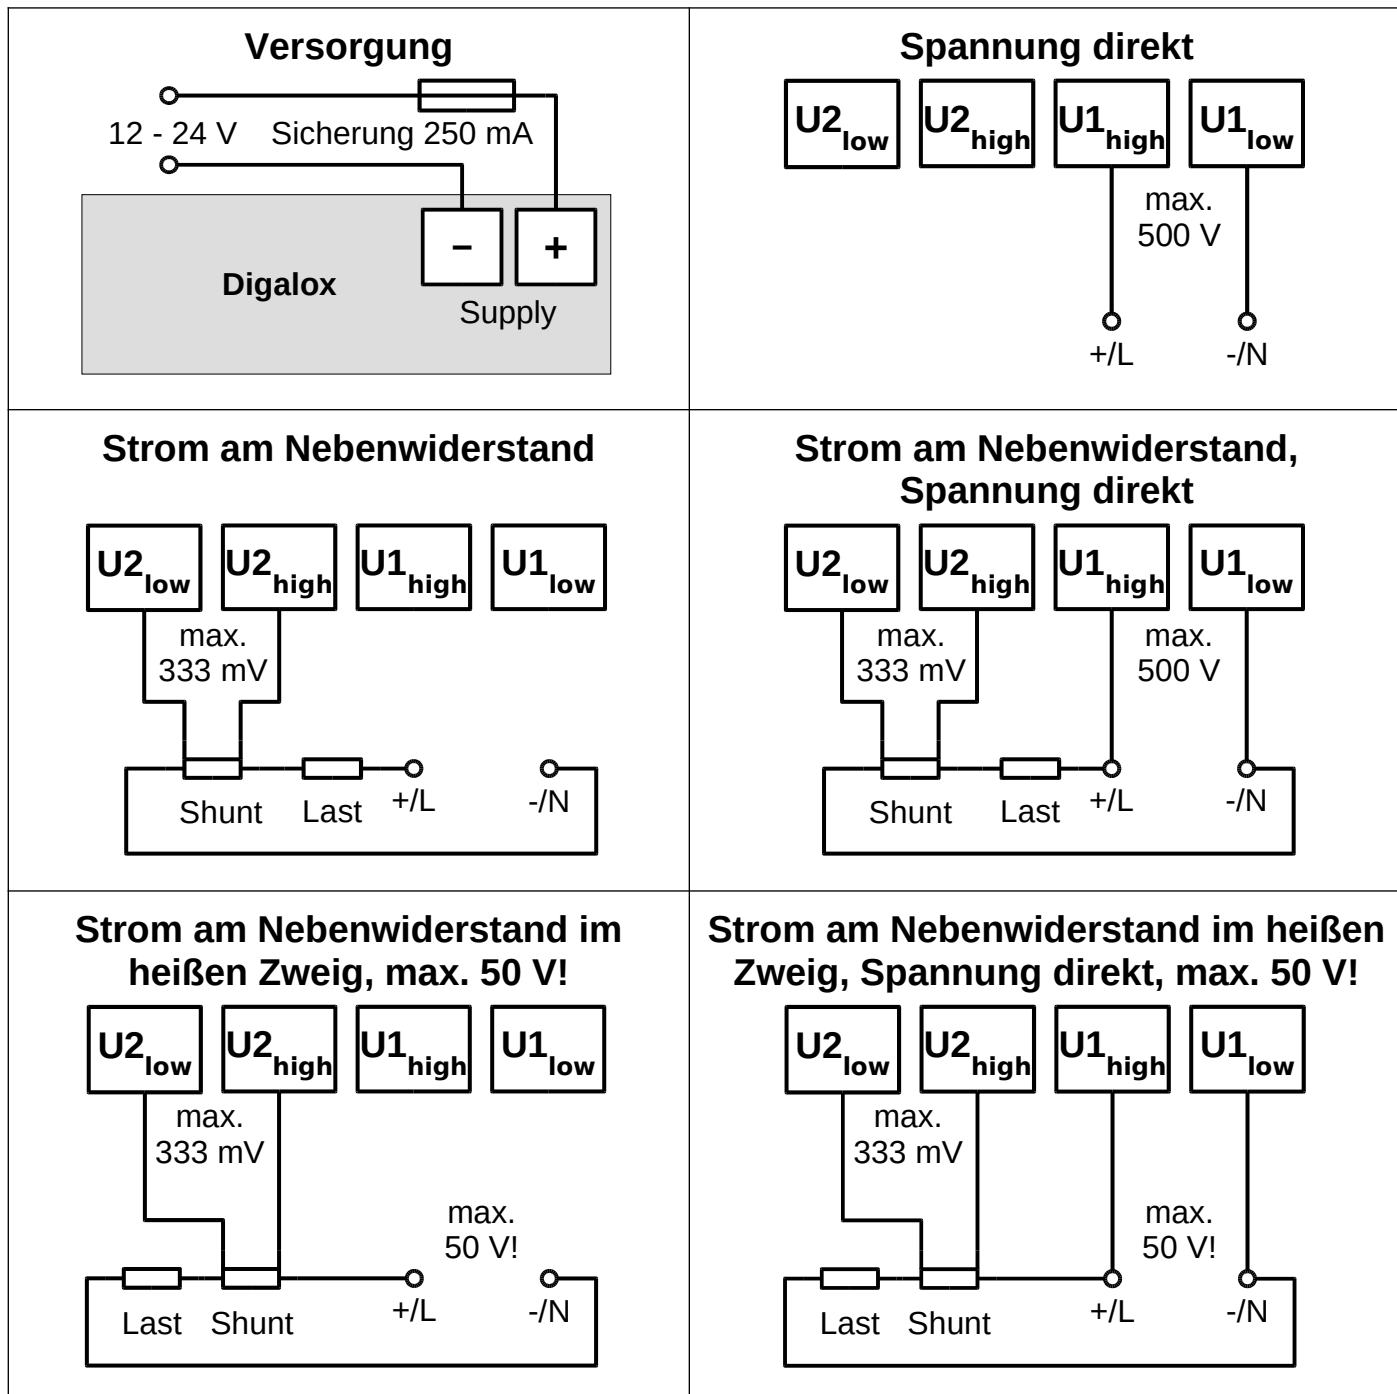 Versorgung
12 - 24 V Sicherung 250 mA
− +
Digalox
Supply
Spannung direkt
U2low U2high U1high U1low
max.
500 V
+/L -/N
Strom am Nebenwiderstand
U2low U2high U1high U1low
max.
333 mV
Shunt Last +/L -/N
Strom am Nebenwiderstand,
Spannung direkt
U2low U2high U1high U1low
max. max.
333 mV 500 V
Shunt Last +/L -/N
Strom am Nebenwiderstand im
heißen Zweig, max. 50 V!
U2low U2high U1high U1low
max.
333 mV
max.
50 V!
Last Shunt +/L -/N
Strom am Nebenwiderstand im heißen
Zweig, Spannung direkt, max. 50 V!
U2low U2high U1high U1low
max.
333 mV
max.
50 V!
Last Shunt +/L -/N